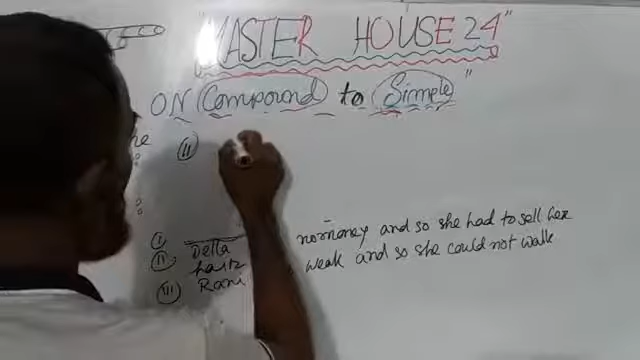 "MASTER HOUSE 24"
ON Compound to Simple"
he
(II)
(I) Della no money and so she had to sell her
(II) weak and so she could not walk
(III) Rani